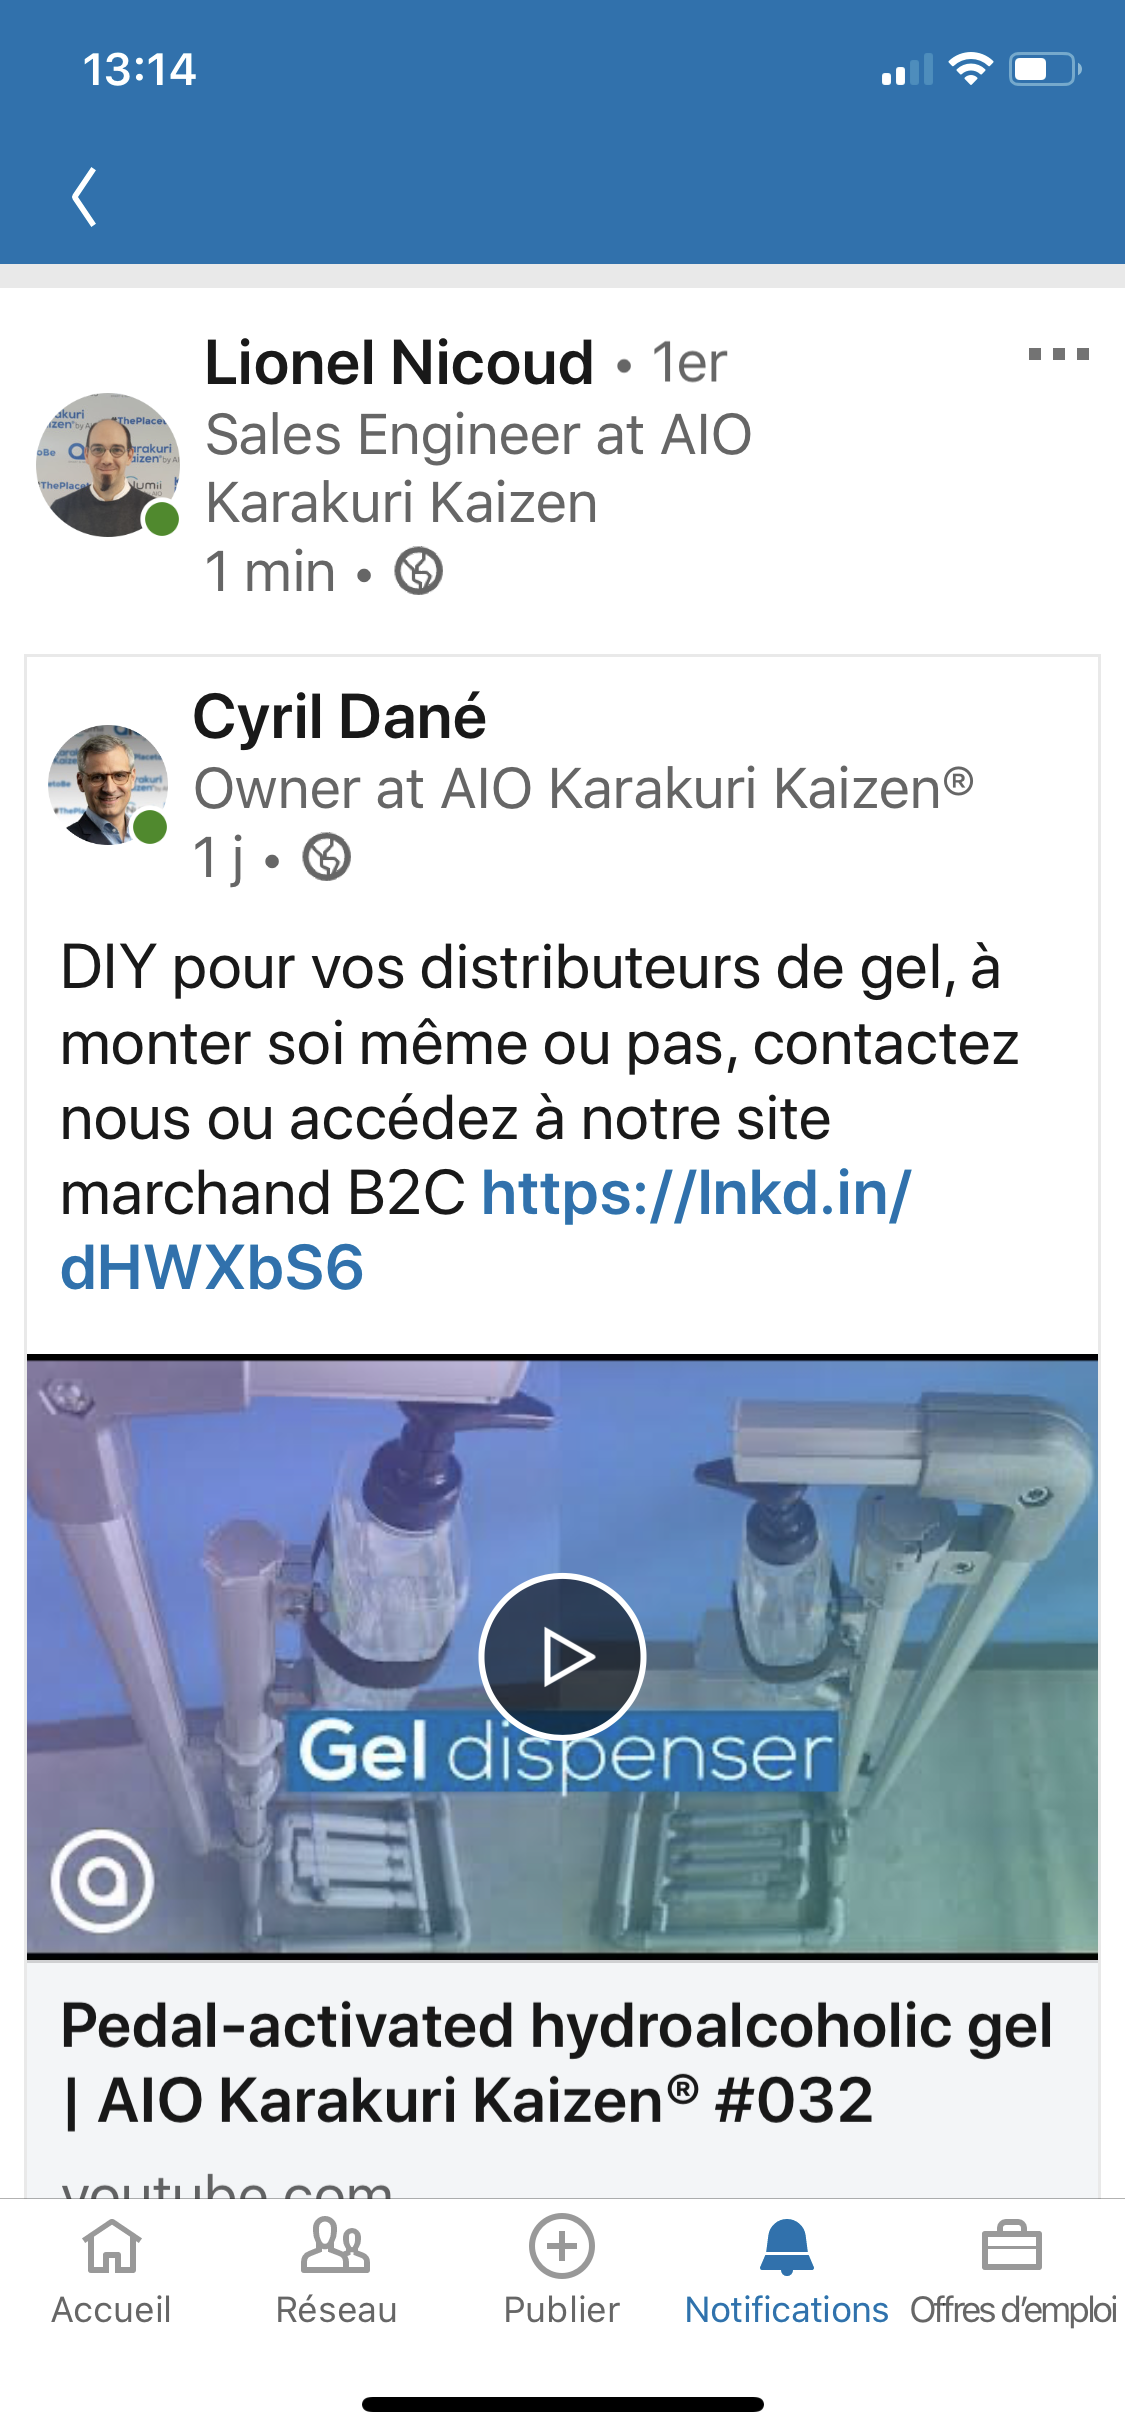 13:14
Lionel Nicoud • 1er
Sales Engineer at AIO
Karakuri Kaizen
1 min •
Cyril Dané
Owner at AIO Karakuri Kaizen®
1 j •
DIY pour vos distributeurs de gel, à
monter soi même ou pas, contactez
nous ou accédez à notre site
marchand B2C https://lnkd.in/
dHWXbS6
Gel dispenser
Pedal-activated hydroalcoholic gel
| AIO Karakuri Kaizen® #032
youtube.com
Accueil
Réseau
Publier
Notifications
Offres d'emploi